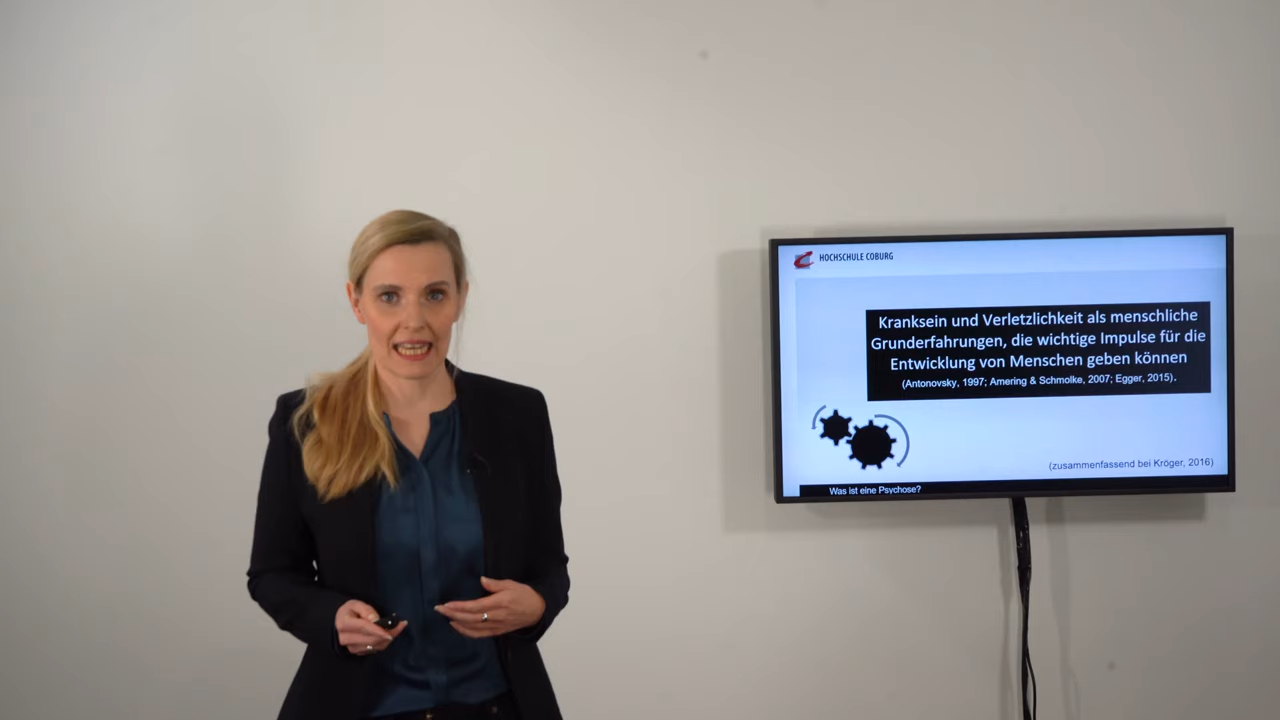 HOCHSCHULE COBURG
Kranksein und Verletzlichkeit als menschliche
Grunderfahrungen, die wichtige Impulse für die
Entwicklung von Menschen geben können
(Antonovsky, 1997; Amering & Schmolke, 2007; Egger, 2015).
(zusammenfassend bei Kröger, 2016)
Was ist eine Psychose?